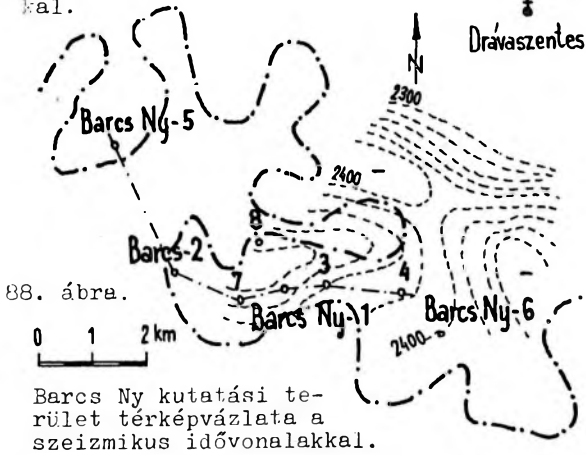 kal.
Drávaszentes
N
2300
Barcs Ny-5
2400
8
Barcs-2
3
7
4
88. ábra.
Barcs Ny-1
Barcs Ny-6
2400
0 1 2 km
Barcs Ny kutatási te-
rület térképvázlata a
szeizmikus idővonalakkal.